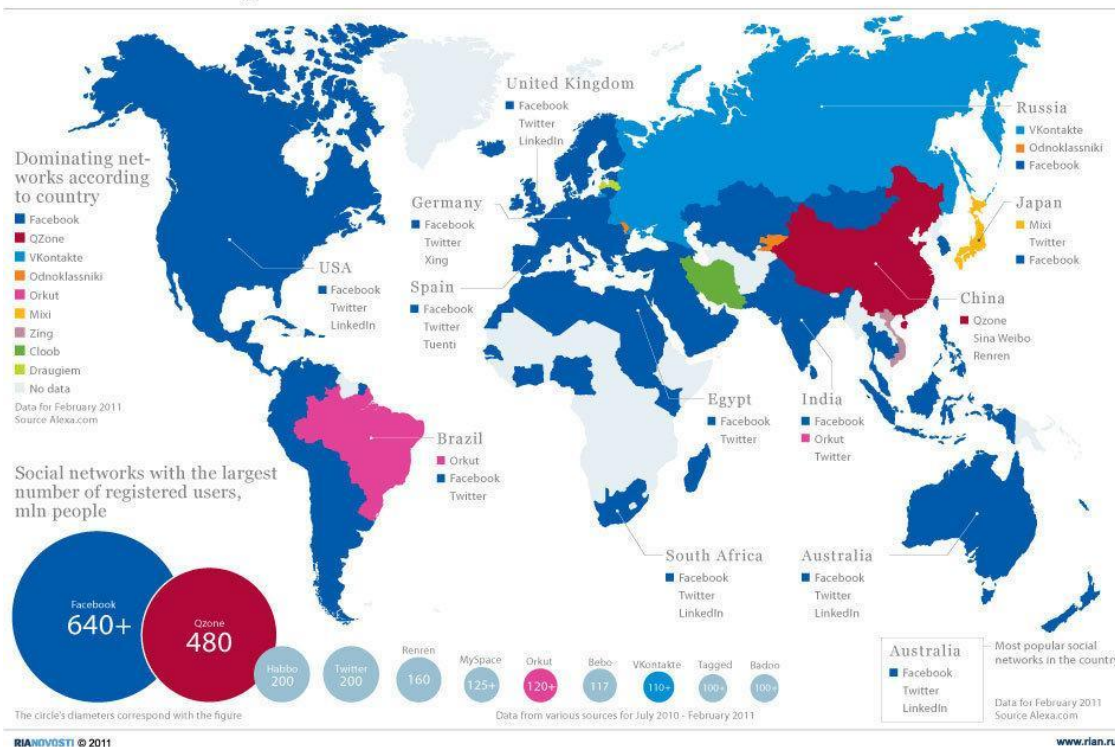 Dominating net-
works according
to country
Facebook
QZone
VKontakte
Odnoklassniki
Orkut
Mixi
Zing
Cloob
Draugiem
No data
Data for February 2011
Source Alexa.com
USA
Facebook
Twitter
LinkedIn
United Kingdom
Facebook
Twitter
LinkedIn
Germany
Facebook
Twitter
Xing
Spain
Facebook
Twitter
Tuenti
Russia
VKontakte
Odnoklassniki
Facebook
Japan
Mixi
Twitter
Facebook
China
Qzone
Sina Weibo
Renren
Egypt
Facebook
Twitter
India
Facebook
Orkut
Twitter
Brazil
Orkut
Facebook
Twitter
South Africa
Facebook
Twitter
LinkedIn
Australia
Facebook
Twitter
LinkedIn
Social networks with the largest
number of registered users,
mln people
Facebook
640+
Qzone
480
Habbo
200
Twitter
200
Renren
160
MySpace
125+
Orkut
120+
Bebo
117
VKontakte
110+
Tagged
100+
Badoo
100+
The circle's diameters correspond with the figure
Data from various sources for July 2010 - February 2011
Australia
Facebook
Twitter
LinkedIn
Most popular social
networks in the country
Data for February 2011
Source Alexa.com
RIANOVOSTI © 2011
www.rian.ru